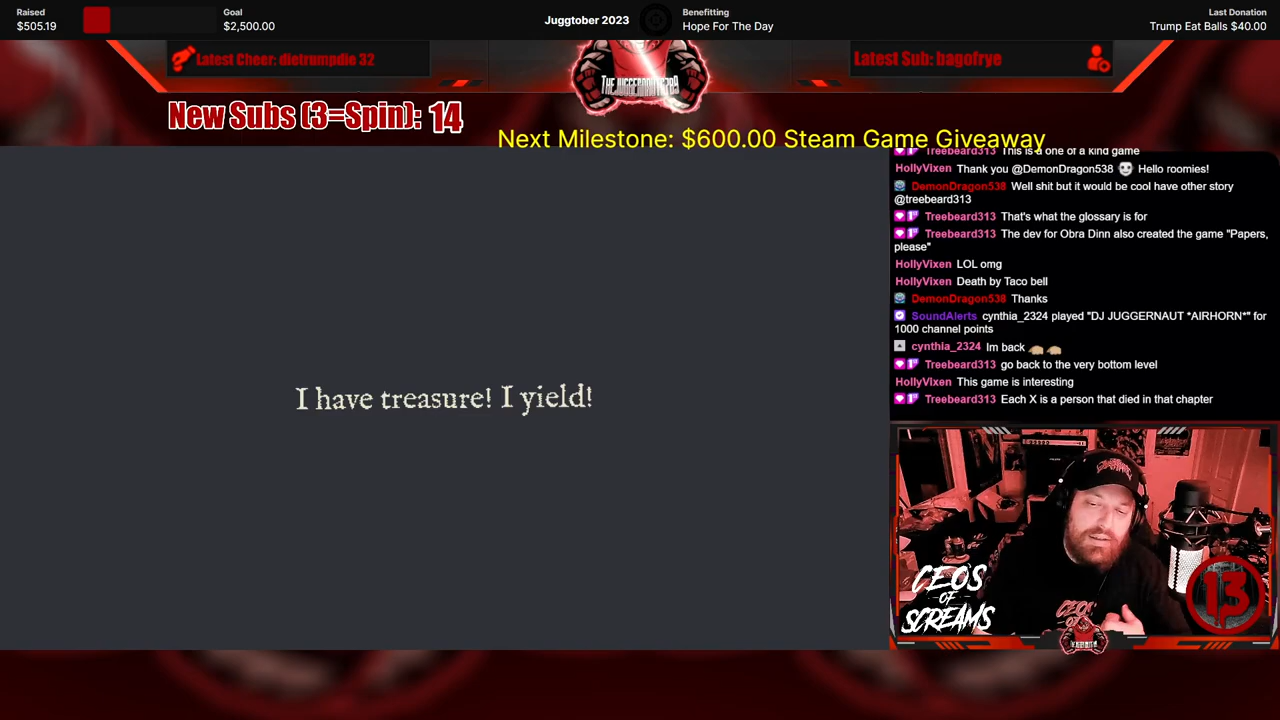 Raised
$505.19
Goal
$2,500.00
Juggtober 2023
Benefitting
Hope For The Day
Last Donation
Trump Eat Balls $40.00
Latest Cheer: dietrumpdie 32
THEJUGGERNAUT6789
Latest Sub: bagofrye
New Subs (3=Spin): 14
Next Milestone: $600.00 Steam Game Giveaway
I have treasure! I yield!
Treebeard313 This is a one of a kind game
HollyVixen Thank you @DemonDragon538 Hello roomies!
DemonDragon538 Well shit but it would be cool have other story
@treebeard313
Treebeard313 That's what the glossary is for
Treebeard313 The dev for Obra Dinn also created the game "Papers,
please"
HollyVixen LOL omg
HollyVixen Death by Taco bell
DemonDragon538 Thanks
SoundAlerts cynthia_2324 played "DJ JUGGERNAUT *AIRHORN*" for
1000 channel points
cynthia_2324 Im back
Treebeard313 go back to the very bottom level
HollyVixen This game is interesting
Treebeard313 Each X is a person that died in that chapter
CEOS
OF
SCREAMS
13